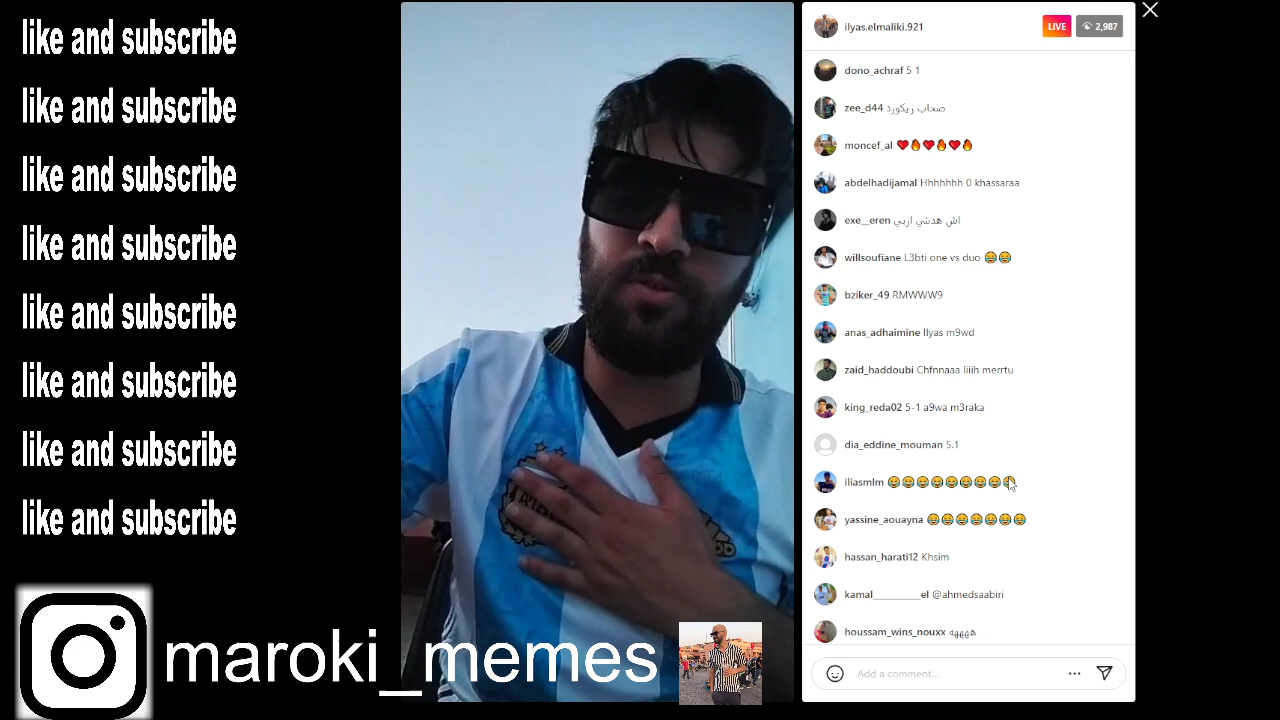 like and subscribe
like and subscribe
like and subscribe
like and subscribe
like and subscribe
like and subscribe
like and subscribe
like and subscribe
maroki_memes
ilyas.elmaliki.921
LIVE
2,987
dono_achraf 5 1
zee_d44 صحاب ريكورد
moncef_al ❤🔥❤🔥❤🔥
abdelhadijamal Hhhhhhh 0 khassaraa
exe__eren اش هدشي ازبي
willsoufiane L3bti one vs duo 😂😂
bziker_49 RMWWW9
anas_adhaimine Ilyas m9wd
zaid_haddoubi Chfnnaaa liiih merrtu
king_reda02 5-1 a9wa m3raka
dia_eddine_mouman 5.1
iliasmlm 😂😂😂😂😂😂😂😂😂
yassine_aouayna 😂😂😂😂😂😂😂
hassan_harati12 Khsim
kamal__________el @ahmedsaabiri
houssam_wins_nouxx ههههه
Add a comment...